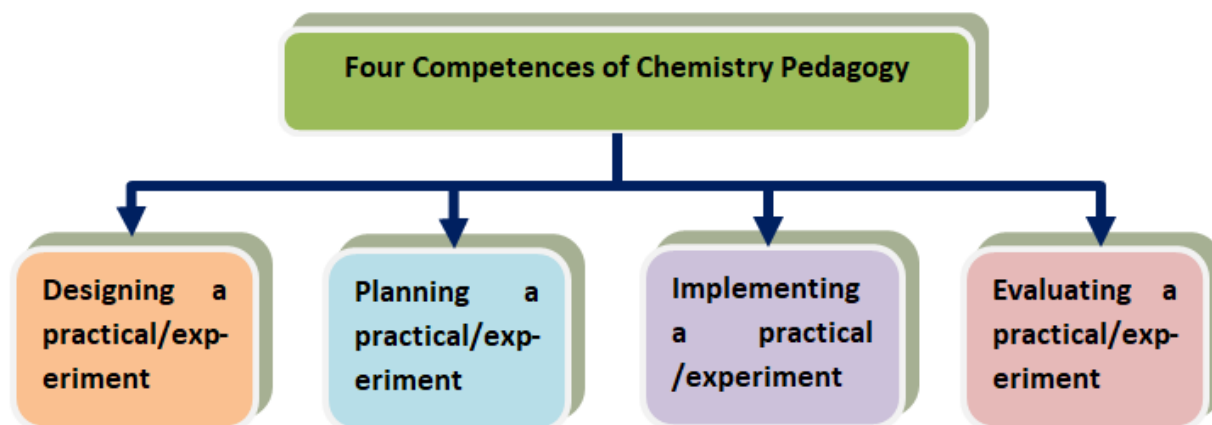 Four Competences of Chemistry Pedagogy
Designing a
practical/exp-
eriment
Planning a
practical/exp-
eriment
Implementing
a practical
/experiment
Evaluating a
practical/exp-
eriment